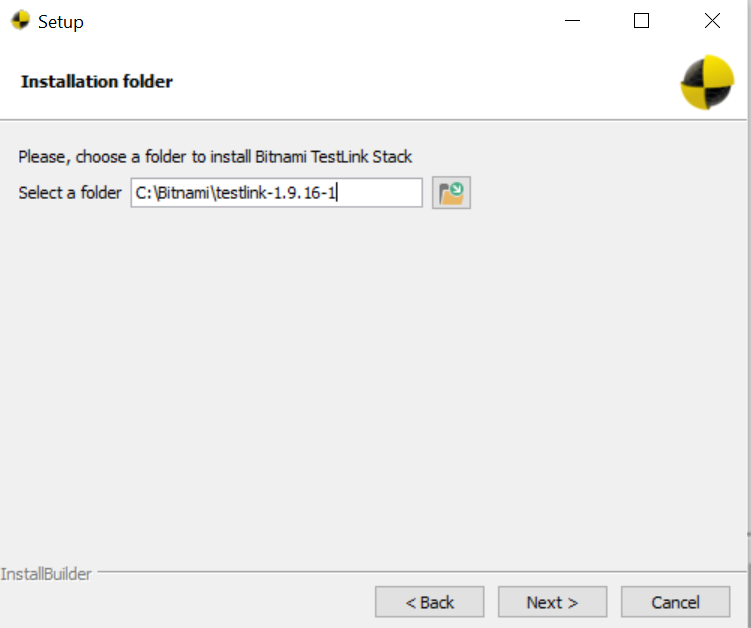 Setup
Installation folder
Please, choose a folder to install Bitnami TestLink Stack
Select a folder C:\Bitnami\testlink-1.9.16-1
InstallBuilder
< Back Next > Cancel